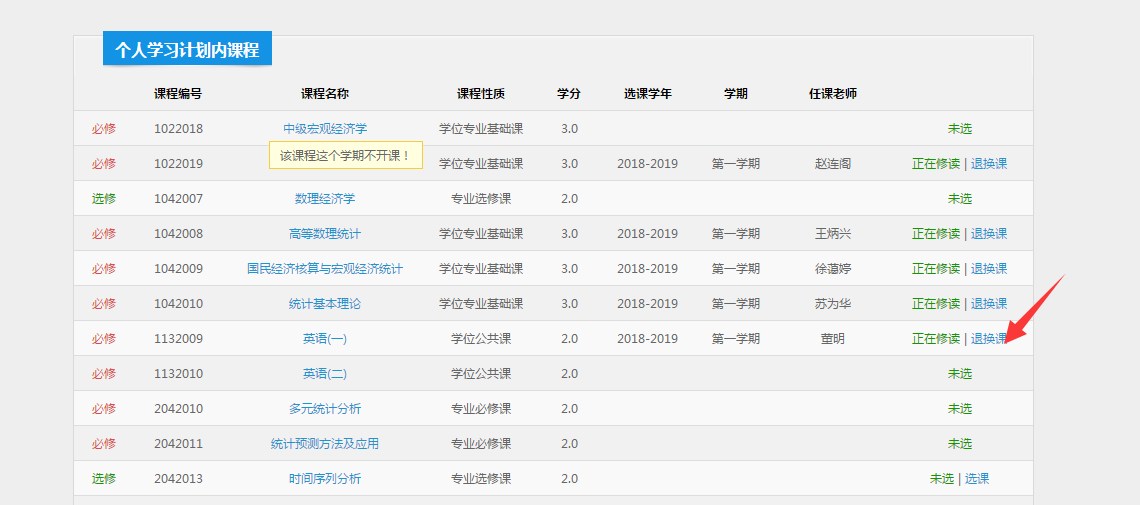 个人学习计划内课程
课程编号 课程名称 课程性质 学分 选课学年 学期 任课老师
必修 1022018 中级宏观经济学 学位专业基础课 3.0 未选
该课程这个学期不开课！
必修 1022019 学位专业基础课 3.0 2018-2019 第一学期 赵连阁 正在修读 | 退换课
选修 1042007 数理经济学 专业选修课 2.0 未选
必修 1042008 高等数理统计 学位专业基础课 3.0 2018-2019 第一学期 王炳兴 正在修读 | 退换课
必修 1042009 国民经济核算与宏观经济统计 学位专业基础课 3.0 2018-2019 第一学期 徐蔼婷 正在修读 | 退换课
必修 1042010 统计基本理论 学位专业基础课 3.0 2018-2019 第一学期 苏为华 正在修读 | 退换课
必修 1132009 英语(一) 学位公共课 2.0 2018-2019 第一学期 董明 正在修读 | 退换课
必修 1132010 英语(二) 学位公共课 2.0 未选
必修 2042010 多元统计分析 专业必修课 2.0 未选
必修 2042011 统计预测方法及应用 专业必修课 2.0 未选
选修 2042013 时间序列分析 专业选修课 2.0 未选 | 选课